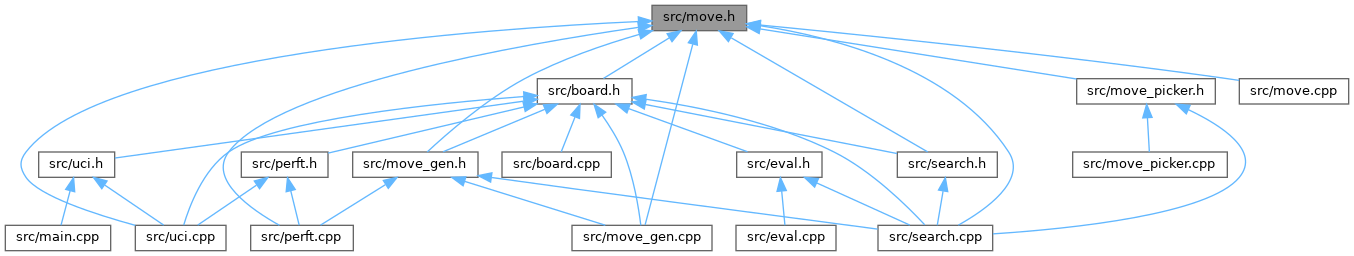 src/move.h
src/board.h
src/move_picker.h
src/move.cpp
src/uci.h
src/perft.h
src/move_gen.h
src/board.cpp
src/eval.h
src/search.h
src/move_picker.cpp
src/main.cpp
src/uci.cpp
src/perft.cpp
src/move_gen.cpp
src/eval.cpp
src/search.cpp